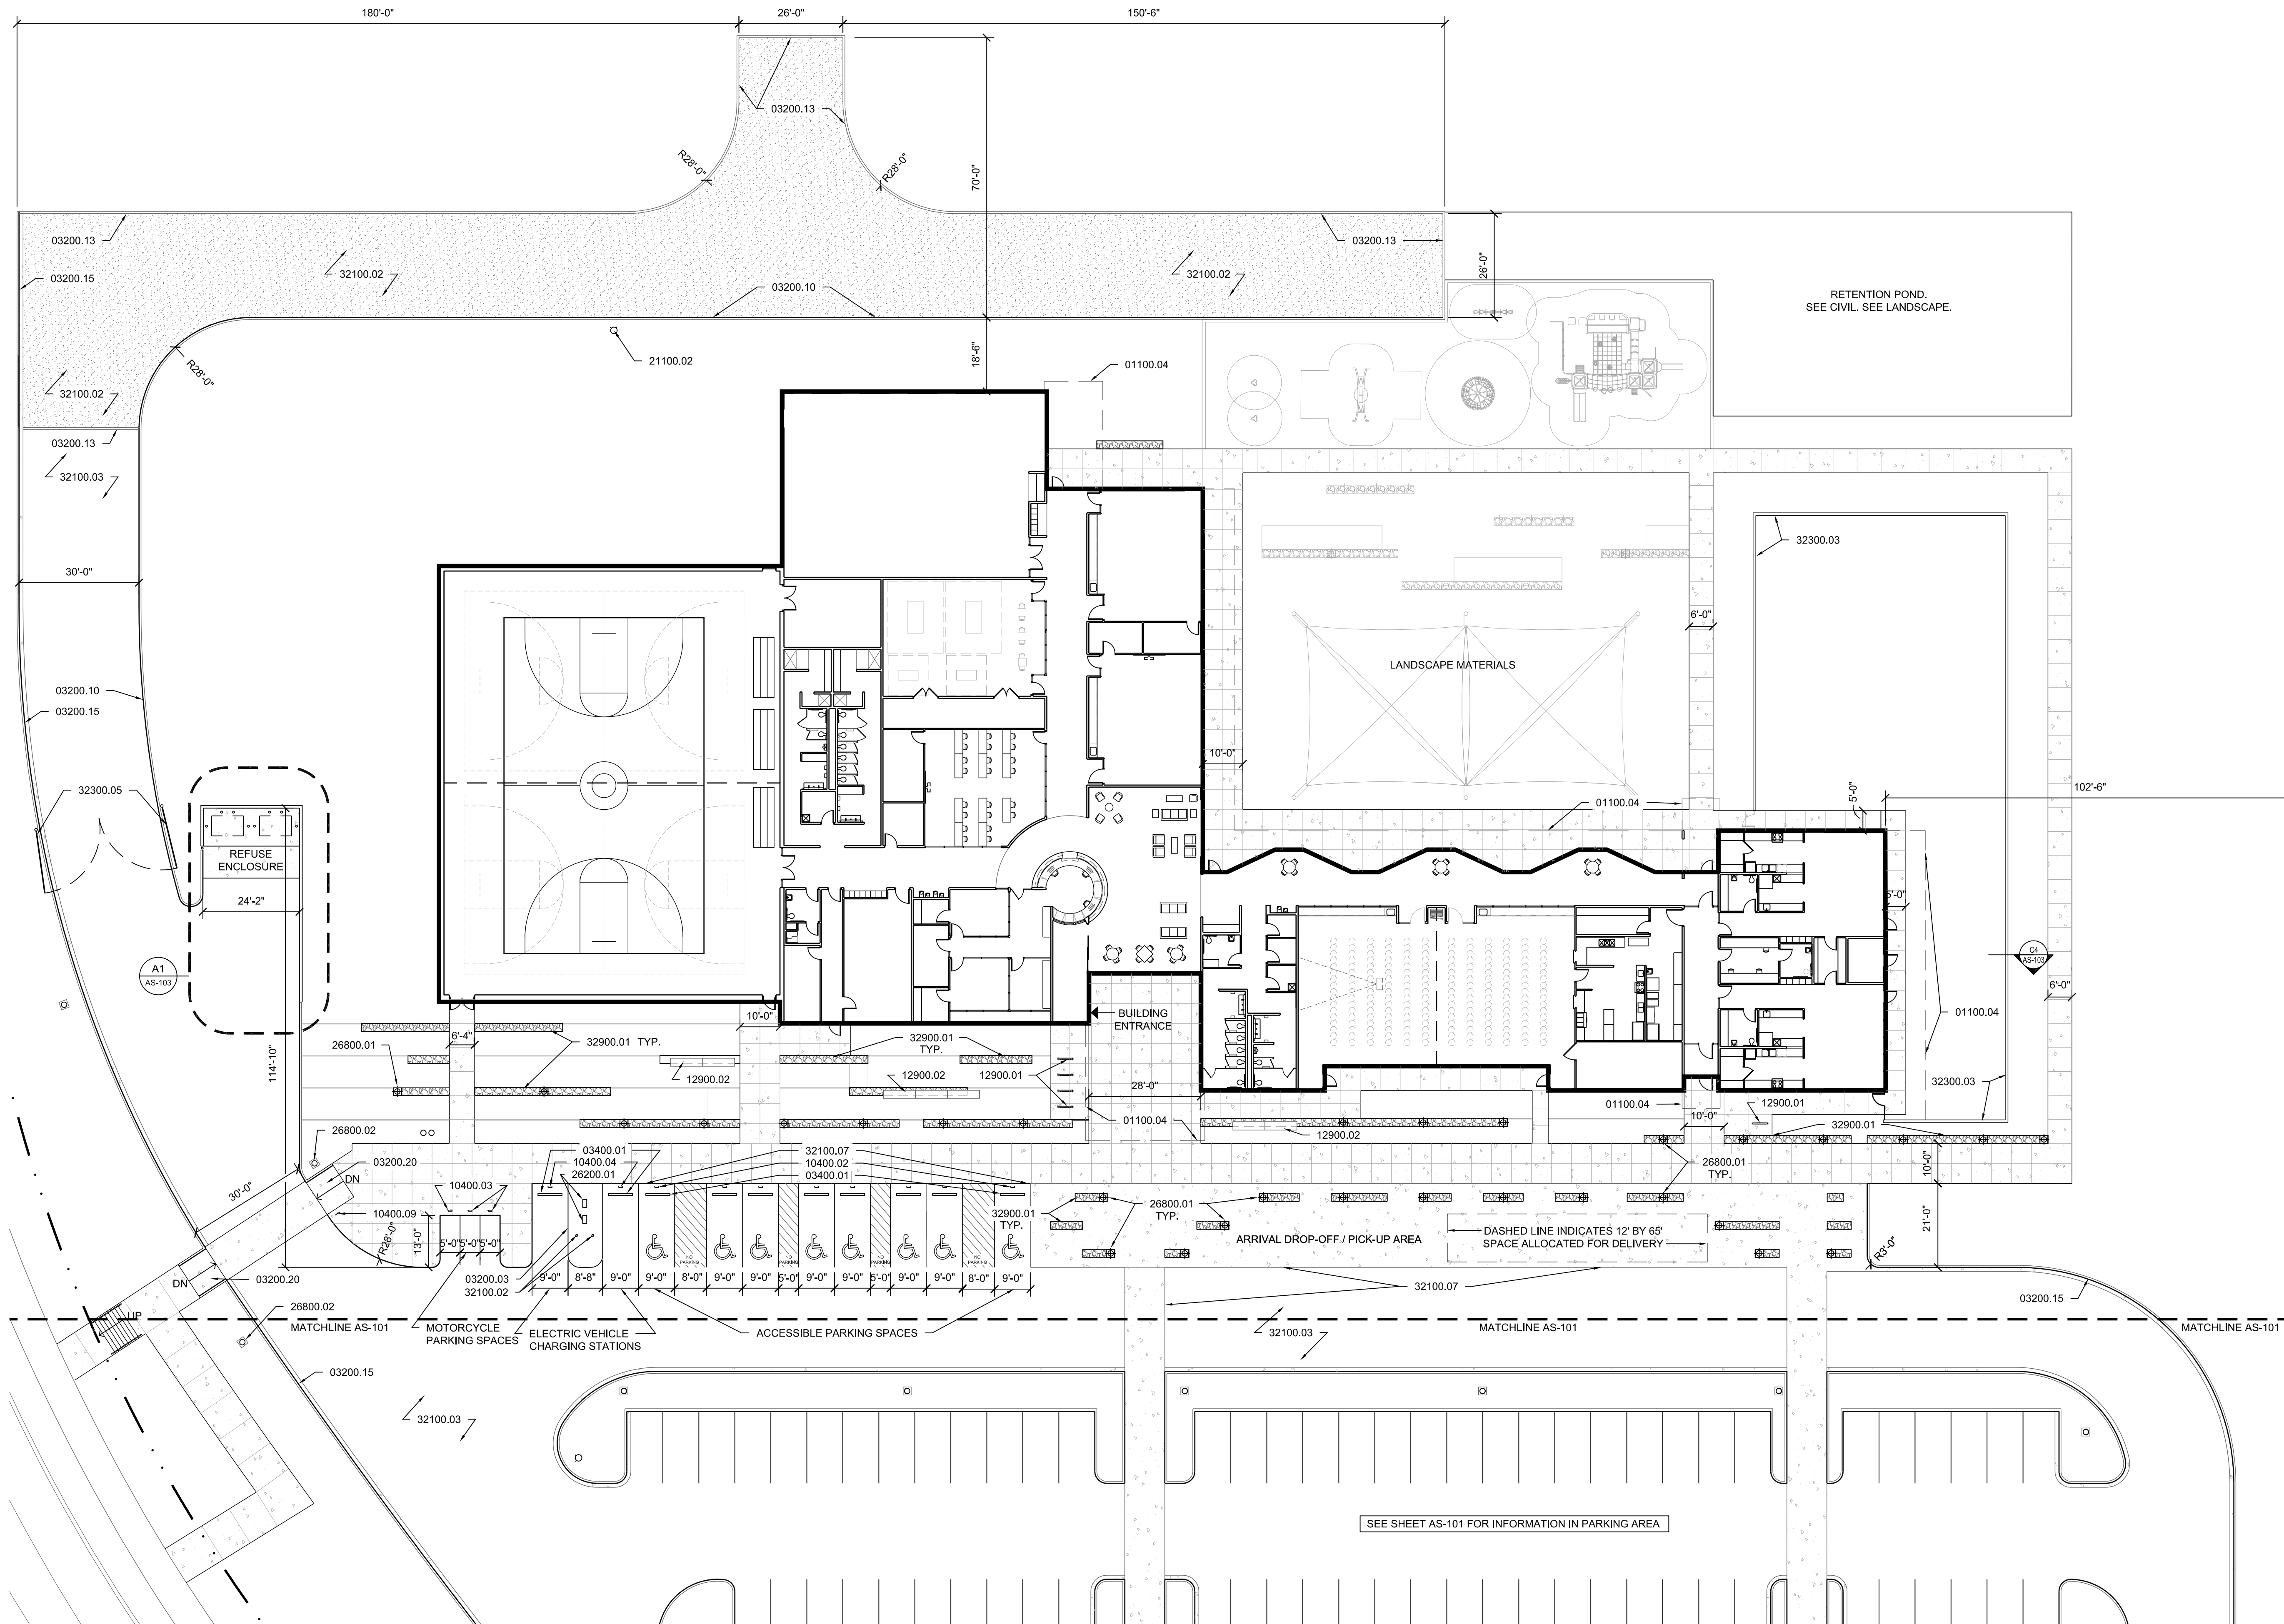 180'-0"
26'-0"
150'-6"
03200.13
R28'-0"
R28'-0"
70'-0"
03200.13
03200.13
03200.15
32100.02
32100.02
26'-0"
03200.10
RETENTION POND.
SEE CIVIL. SEE LANDSCAPE.
21100.02
18'-6"
01100.04
R28'-0"
32100.02
03200.13
32100.03
32300.03
30'-0"
6'-0"
LANDSCAPE MATERIALS
03200.10
03200.15
10'-0"
32300.05
01100.04
5'-0"
102'-6"
REFUSE
ENCLOSURE
24'-2"
5'-0"
A1
AS-103
C4
AS-103
6'-0"
01100.04
BUILDING
ENTRANCE
10'-0"
6'-4"
26800.01
32900.01 TYP.
32900.01
TYP.
12900.02
12900.02
12900.01
28'-0"
114'-10"
32300.03
01100.04
12900.01
10'-0"
01100.04
12900.02
32900.01
26800.02
03200.20
DN
03400.01
10400.04
26200.01
32100.07
10400.02
03400.01
26800.01
TYP.
10'-0"
30'-0"
10400.03
10400.09
R28'-0"
13'-0"
5'-0"
5'-0"
5'-0"
32900.01
TYP.
26800.01
TYP.
21'-0"
DASHED LINE INDICATES 12' BY 65'
SPACE ALLOCATED FOR DELIVERY
ARRIVAL DROP-OFF / PICK-UP AREA
NO
PARKING
NO
PARKING
NO
PARKING
NO
PARKING
R3'-0"
DN
03200.20
03200.03
32100.02
9'-0"
8'-8"
9'-0"
9'-0"
8'-0"
9'-0"
9'-0"
5'-0"
9'-0"
9'-0"
5'-0"
9'-0"
9'-0"
8'-0"
9'-0"
32100.07
03200.15
26800.02
UP
MATCHLINE AS-101
MOTORCYCLE
PARKING SPACES
ELECTRIC VEHICLE
CHARGING STATIONS
ACCESSIBLE PARKING SPACES
32100.03
MATCHLINE AS-101
MATCHLINE AS-101
03200.15
32100.03
SEE SHEET AS-101 FOR INFORMATION IN PARKING AREA